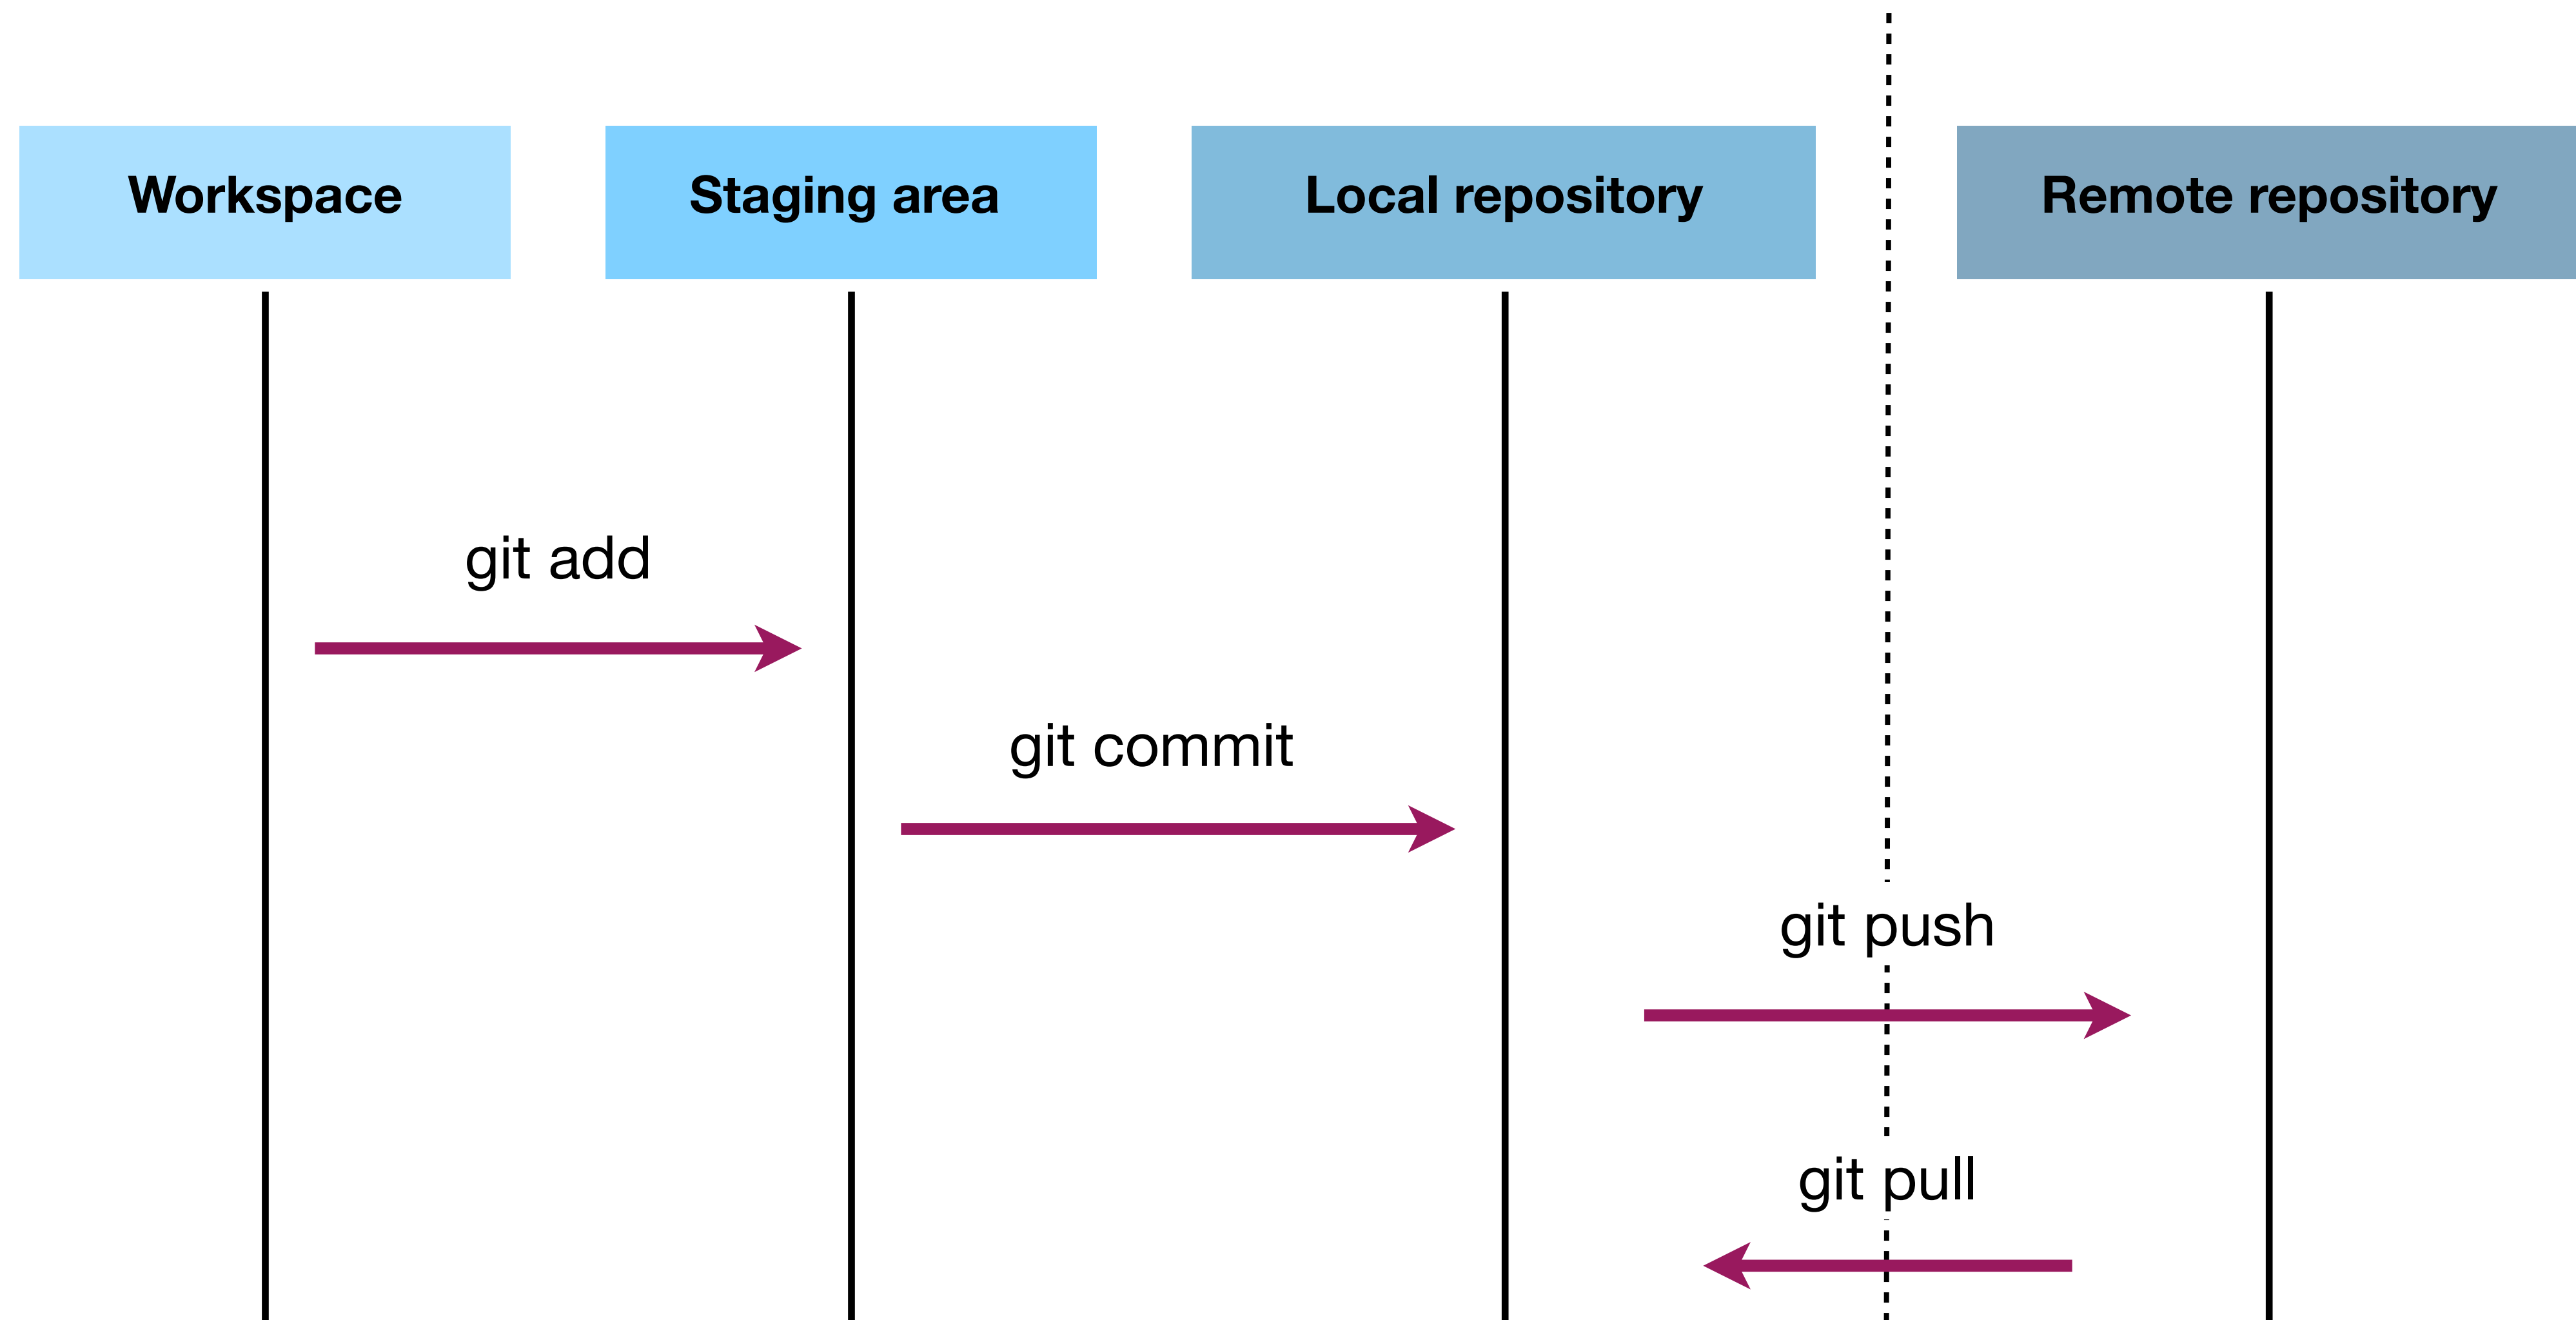 Workspace
Staging area
Local repository
Remote repository
git add
git commit
git push
git pull